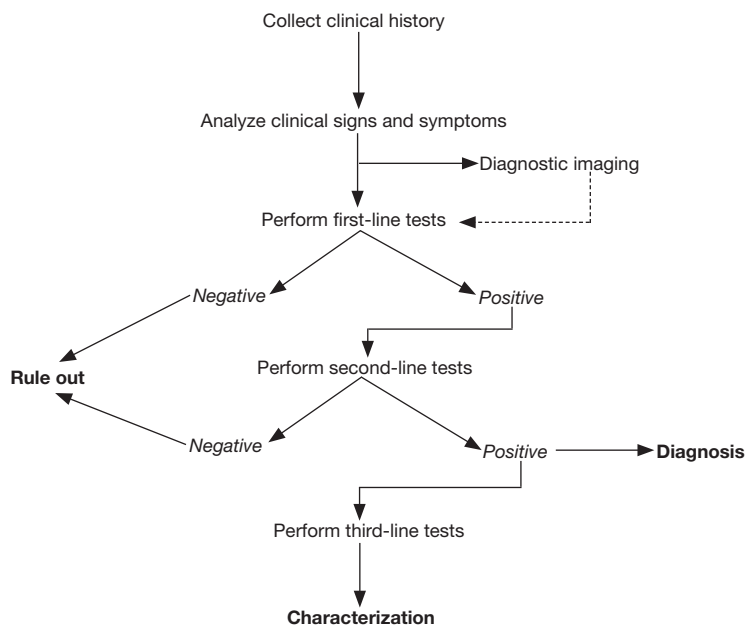 Collect clinical history
Analyze clinical signs and symptoms
Diagnostic imaging
Perform first-line tests
Negative
Positive
Perform second-line tests
Rule out
Negative
Positive
Diagnosis
Perform third-line tests
Characterization